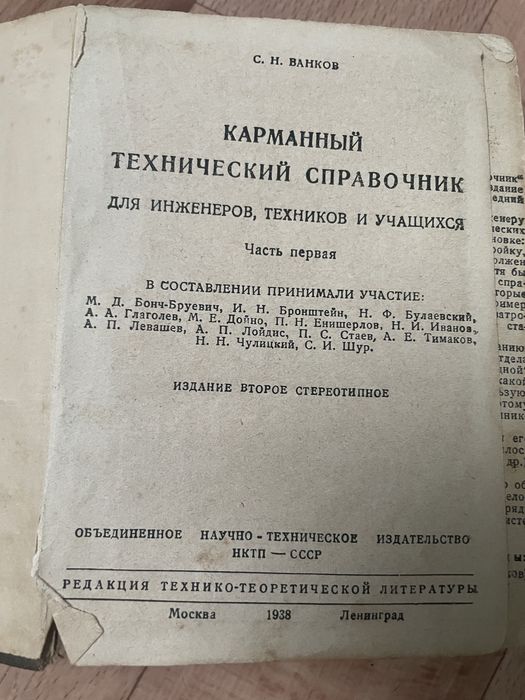 С. Н. ВАНКОВ
КАРМАННЫЙ
ТЕХНИЧЕСКИЙ СПРАВОЧНИК
ДЛЯ ИНЖЕНЕРОВ, ТЕХНИКОВ И УЧАЩИХСЯ
Часть первая
В СОСТАВЛЕНИИ ПРИНИМАЛИ УЧАСТИЕ:
М. Д. Бонч-Бруевич, И. Н. Бронштейн, Н. Ф. Булаевский,
А. А. Глаголев, М. Е. Дойно, П. Н. Енишерлов, Н. И. Иванов,
А. П. Левашев, А. П. Лойдис, П. С. Стаев, А. Е. Тимаков,
Н. Н. Чулицкий, С. И. Шур.
ИЗДАНИЕ ВТОРОЕ СТЕРЕОТИПНОЕ
ОБЪЕДИНЕННОЕ НАУЧНО-ТЕХНИЧЕСКОЕ ИЗДАТЕЛЬСТВО
НКТП — СССР
РЕДАКЦИЯ ТЕХНИКО-ТЕОРЕТИЧЕСКОЙ ЛИТЕРАТУРЫ
Москва 1938 Ленинград